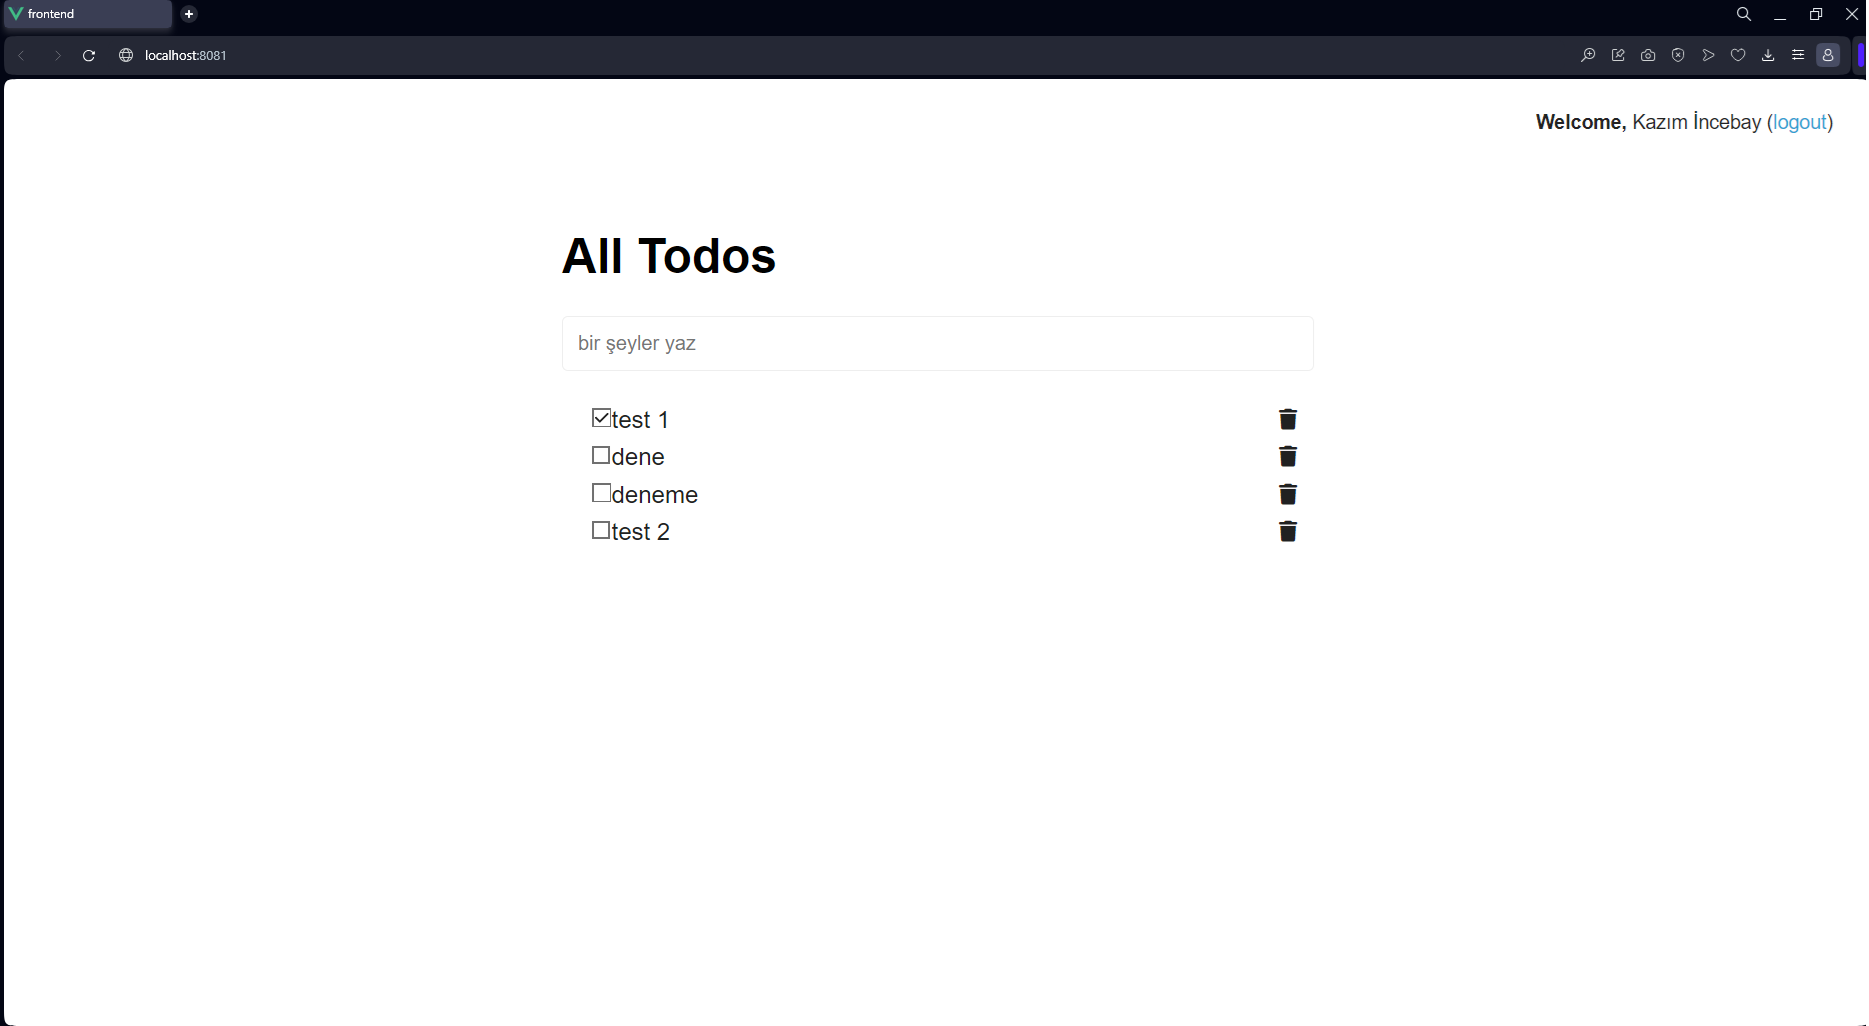 frontend
localhost:8081
Welcome, Kazım İncebay (logout)
All Todos
bir şeyler yaz
test 1
dene
deneme
test 2